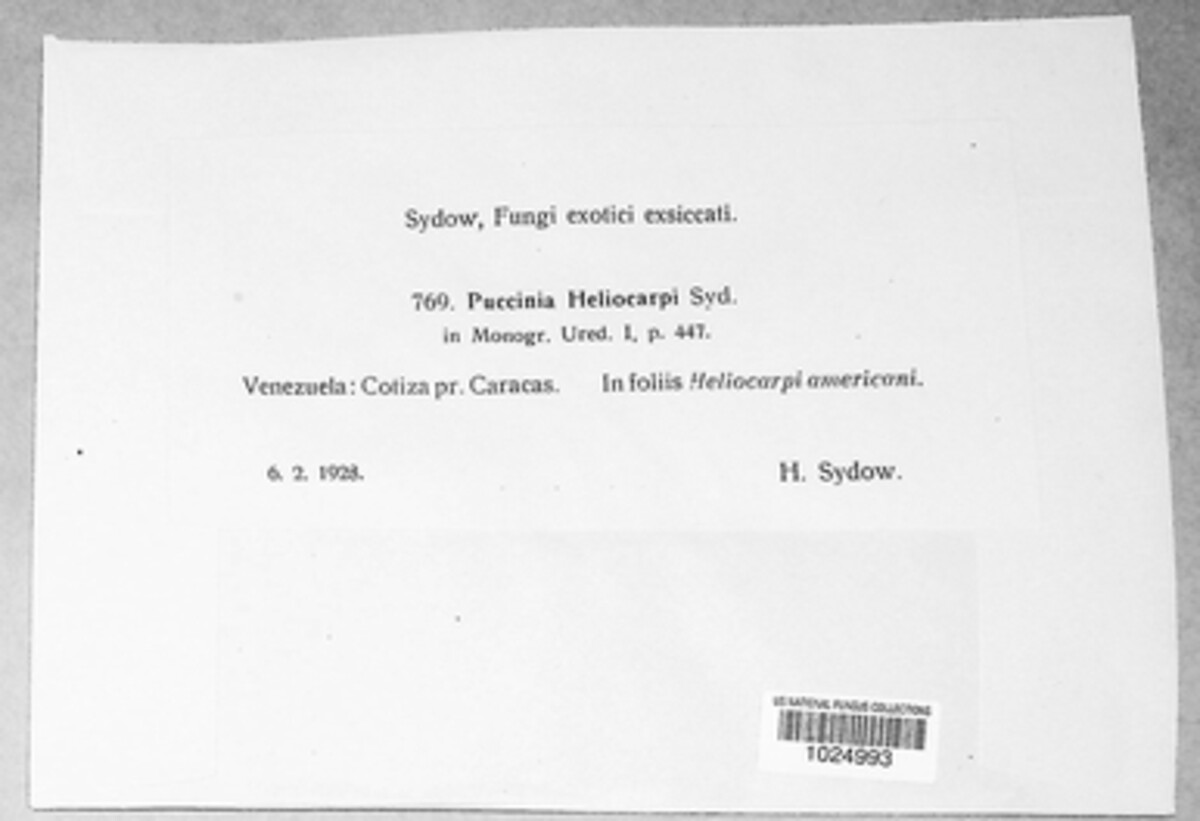 Sydow, Fungi exotici exsiccati.
769. Puccinia Heliocarpi Syd.
in Monogr. Ured. I, p. 447.
Venezuela: Cotiza pr. Caracas. In foliis Heliocarpi americani.
6. 2. 1928.
H. Sydow.
US NATIONAL FUNGUS COLLECTIONS
1024993